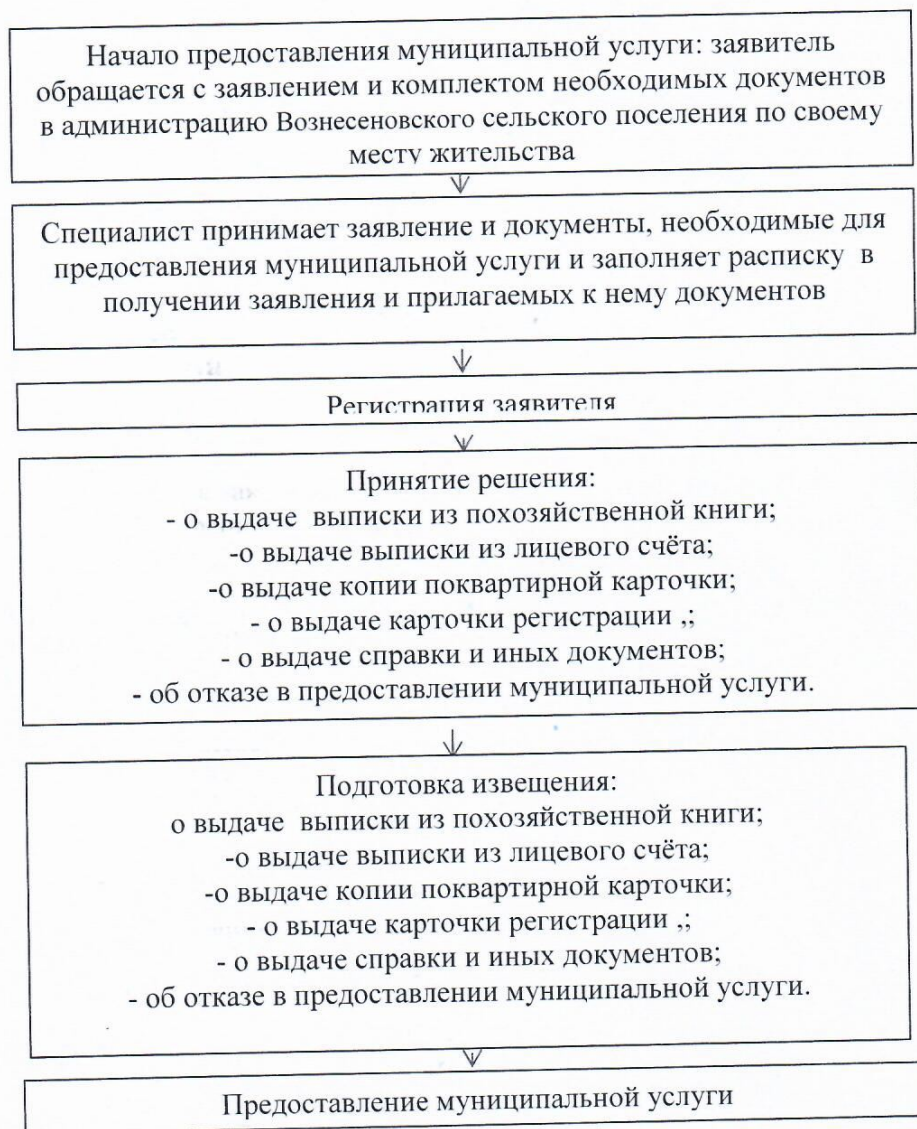 Начало предоставления муниципальной услуги: заявитель
обращается с заявлением и комплектом необходимых документов
в администрацию Вознесеновского сельского поселения по своему
месту жительства
Специалист принимает заявление и документы, необходимые для
предоставления муниципальной услуги и заполняет расписку в
получении заявления и прилагаемых к нему документов
Регистрация заявителя
Принятие решения:
- о выдаче выписки из похозяйственной книги;
-о выдаче выписки из лицевого счёта;
-о выдаче копии поквартирной карточки;
- о выдаче карточки регистрации ,;
- о выдаче справки и иных документов;
- об отказе в предоставлении муниципальной услуги.
Подготовка извещения:
о выдаче выписки из похозяйственной книги;
-о выдаче выписки из лицевого счёта;
-о выдаче копии поквартирной карточки;
- о выдаче карточки регистрации ,;
- о выдаче справки и иных документов;
- об отказе в предоставлении муниципальной услуги.
Предоставление муниципальной услуги